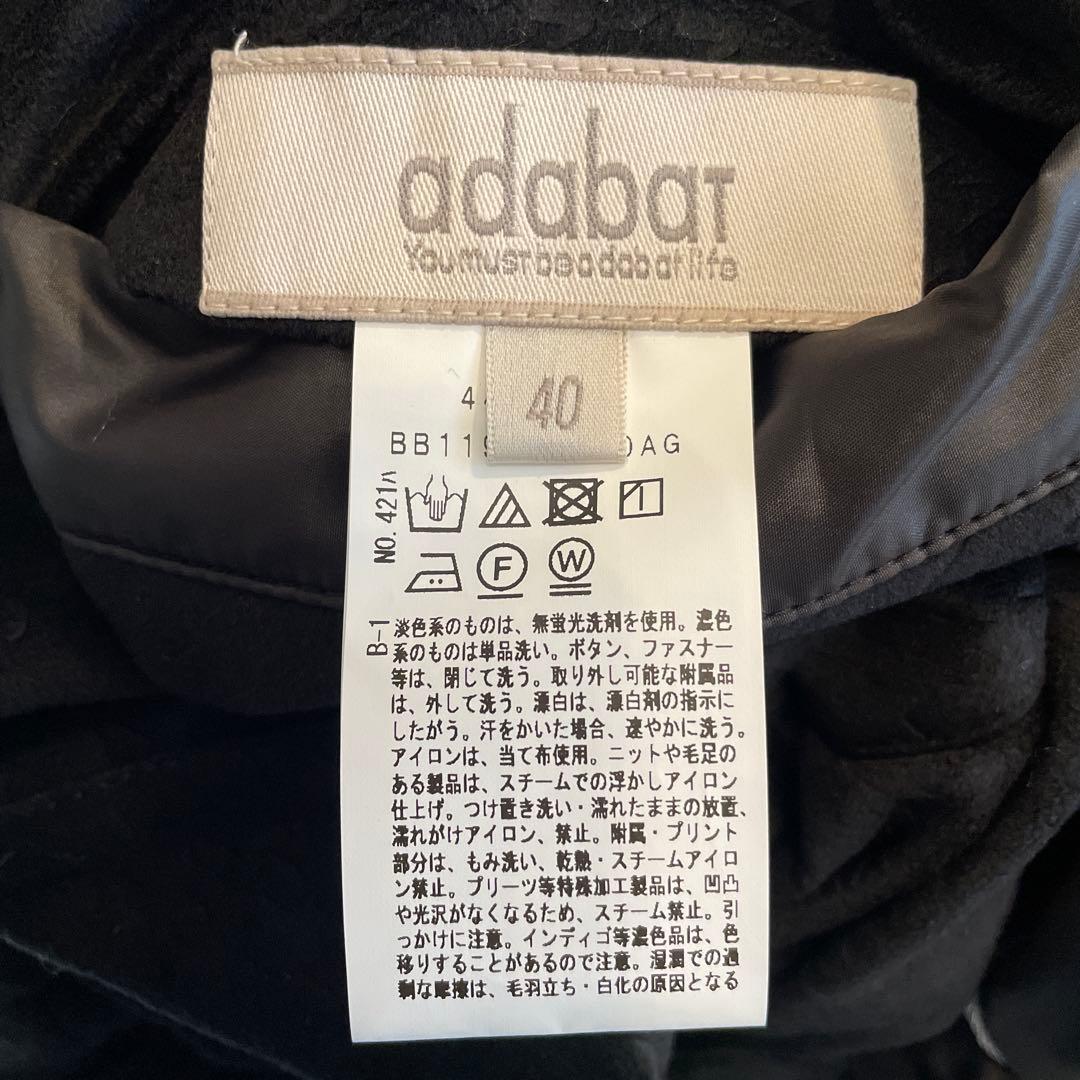 adabat
You must be adabat life
40
NO. 421ハ
F
W
B-1
淡色系のものは、無蛍光洗剤を使用。濃色
系のものは単品洗い。ボタン、ファスナー
等は、閉じて洗う。取り外し可能な附属品
は、外して洗う。漂白は、漂白剤の指示に
したがう。汗をかいた場合、速やかに洗う。
アイロンは、当て布使用。ニットや毛足の
ある製品は、スチームでの浮かしアイロン
仕上げ。つけ置き洗い・濡れたままの放置、
濡れがけアイロン、禁止。附属・プリント
部分は、もみ洗い、乾熱・スチームアイロ
ン禁止。プリーツ等特殊加工製品は、凹凸
や光沢がなくなるため、スチーム禁止。引
っかけに注意。インディゴ等濃色品は、色
移りすることがあるので注意。湿潤での過
剰な摩擦は、毛羽立ち・白化の原因となる